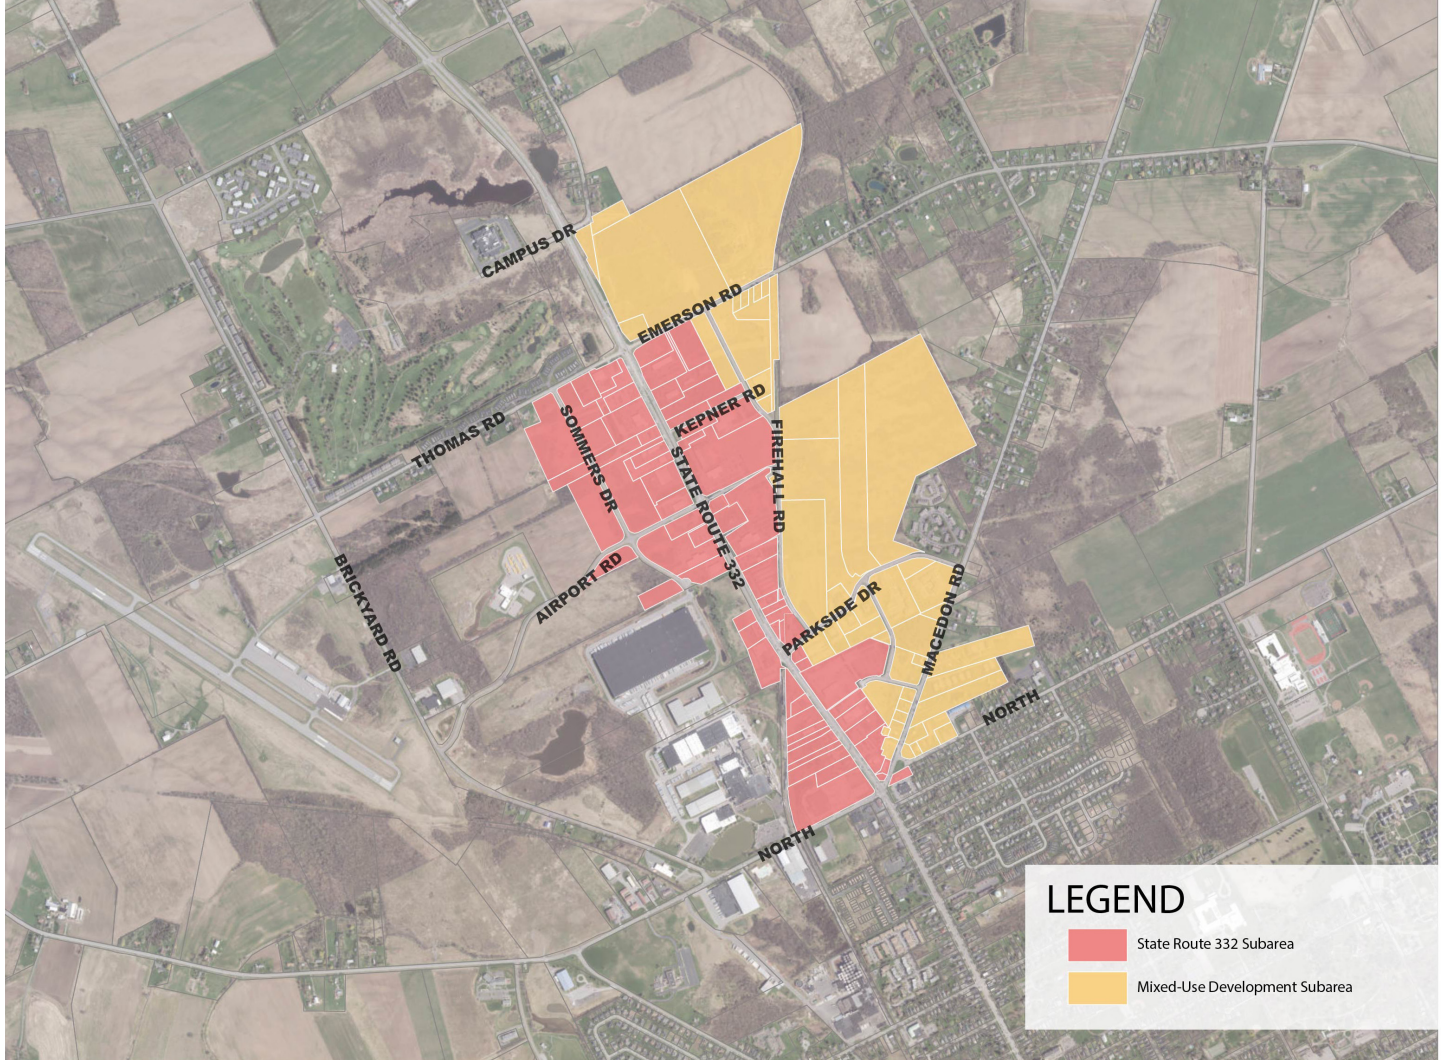 CAMPUS DR
EMERSON RD
KEPNER RD
THOMAS RD
SOMMERS DR
STATE ROUTE 332
FIREHALL RD
AIRPORT RD
BRICKYARD RD
PARKSIDE DR
MACEDON RD
NORTH
NORTH
LEGEND
State Route 332 Subarea
Mixed-Use Development Subarea